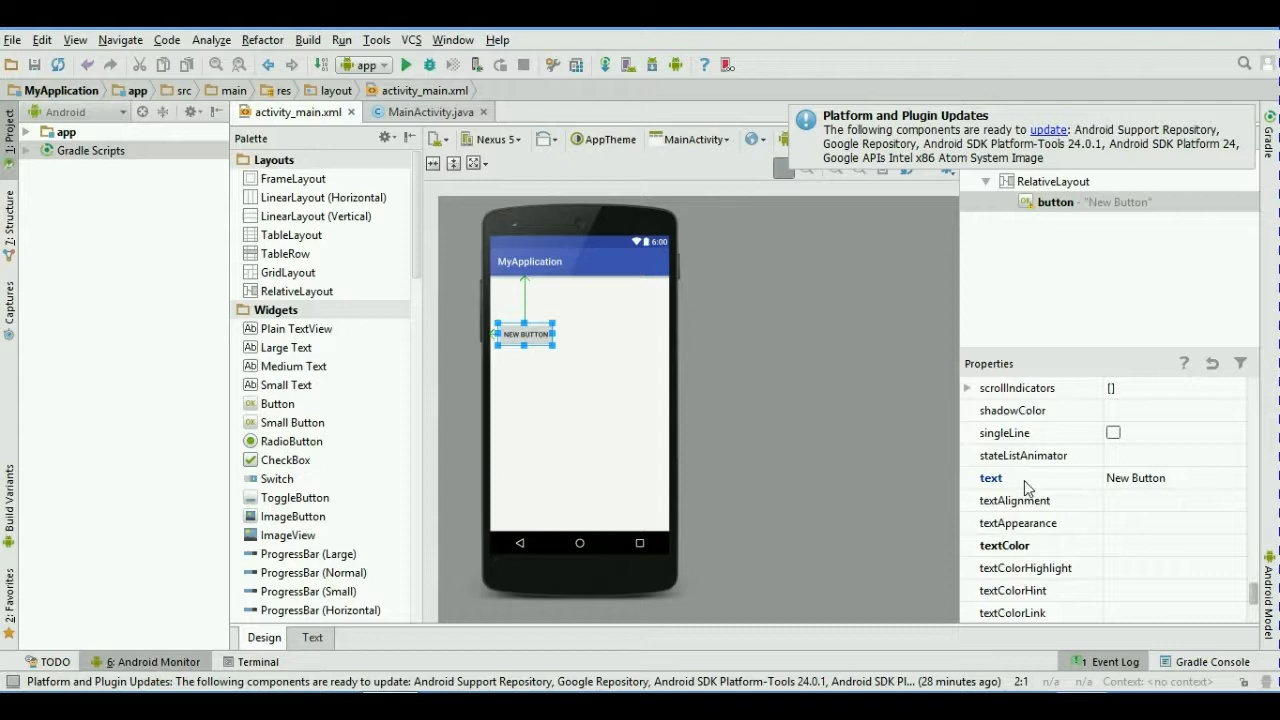 File Edit View Navigate Code Analyze Refactor Build Run Tools VCS Window Help
app
MyApplication app src main res layout activity_main.xml
Android
activity_main.xml MainActivity.java
Platform and Plugin Updates
The following components are ready to update: Android Support Repository,
Google Repository, Android SDK Platform-Tools 24.0.1, Android SDK Platform 24,
Google APIs Intel x86 Atom System Image
1: Project
7: Structure
Captures
Build Variants
2: Favorites
app
Gradle Scripts
Palette
Layouts
FrameLayout
LinearLayout (Horizontal)
LinearLayout (Vertical)
TableLayout
TableRow
GridLayout
RelativeLayout
Widgets
Plain TextView
Large Text
Medium Text
Small Text
Button
Small Button
RadioButton
CheckBox
Switch
ToggleButton
ImageButton
ImageView
ProgressBar (Large)
ProgressBar (Normal)
ProgressBar (Small)
ProgressBar (Horizontal)
Ab
Ab
Ab
Ab
OK
OK
Nexus 5 AppTheme MainActivity
6:00
MyApplication
NEW BUTTON
RelativeLayout
button - "New Button"
Properties
scrollIndicators []
shadowColor
singleLine
stateListAnimator
text New Button
textAlignment
textAppearance
textColor
textColorHighlight
textColorHint
textColorLink
Gradle
Android Model
Design Text
TODO 6: Android Monitor Terminal 1 Event Log Gradle Console
Platform and Plugin Updates: The following components are ready to update: Android Support Repository, Google Repository, Android SDK Platform-Tools 24.0.1, Android SDK Pl... (28 minutes ago) 2:1 n/a n/a Context: <no context>